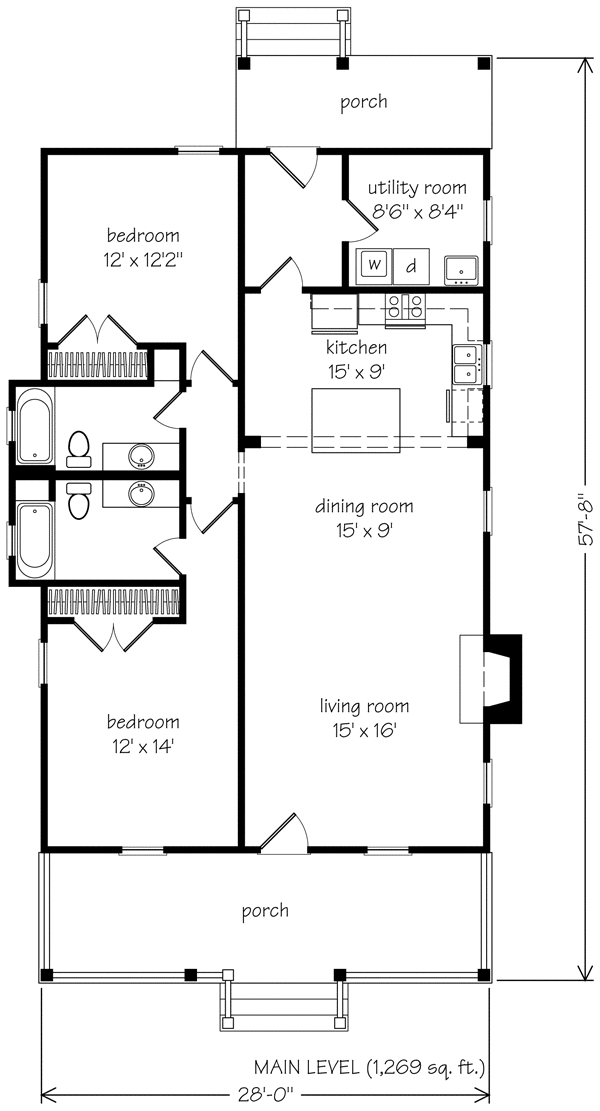 porch
utility room
8'6" x 8'4"
bedroom
12' x 12'2"
w
d
kitchen
15' x 9'
dining room
15' x 9'
57'-8"
living room
15' x 16'
bedroom
12' x 14'
porch
MAIN LEVEL (1,269 sq. ft.)
28'-0"